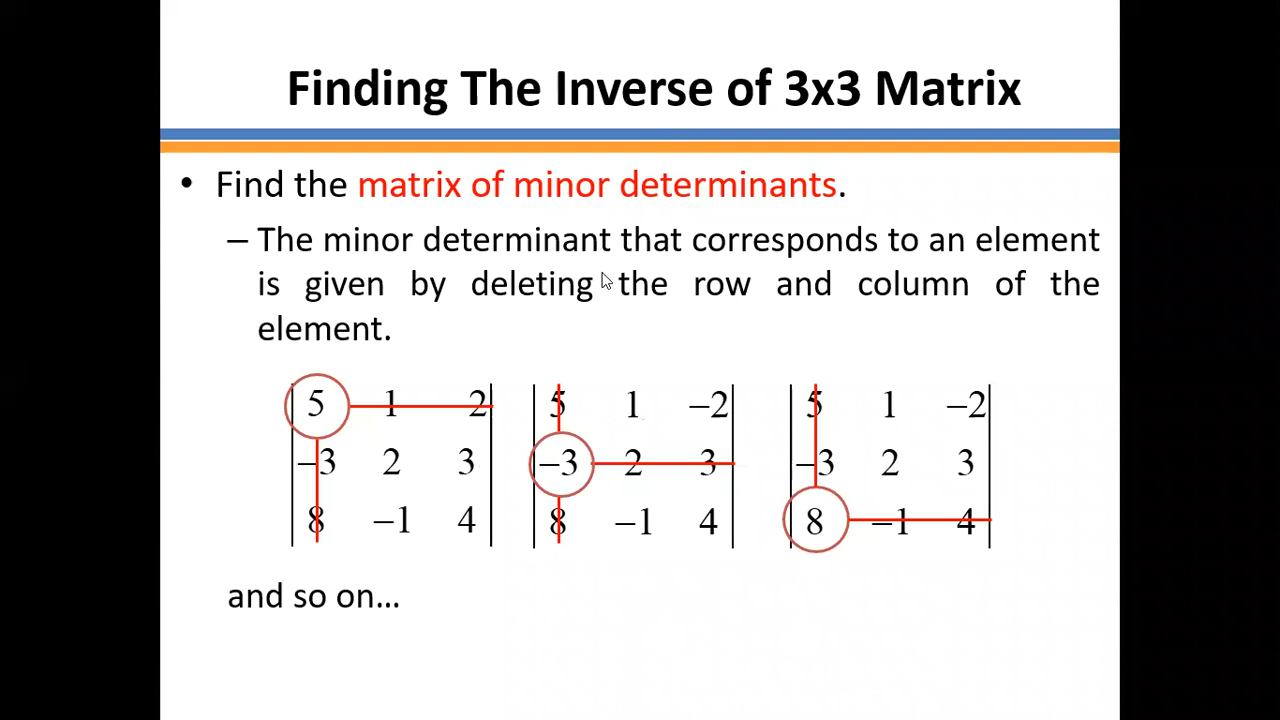 Finding The Inverse of 3x3 Matrix
• Find the matrix of minor determinants.
– The minor determinant that corresponds to an element
is given by deleting the row and column of the
element.
5 1 2 5 1 −2 5 1 −2
−3 2 3 −3 2 3 −3 2 3
8 −1 4 8 −1 4 8 −1 4
and so on...